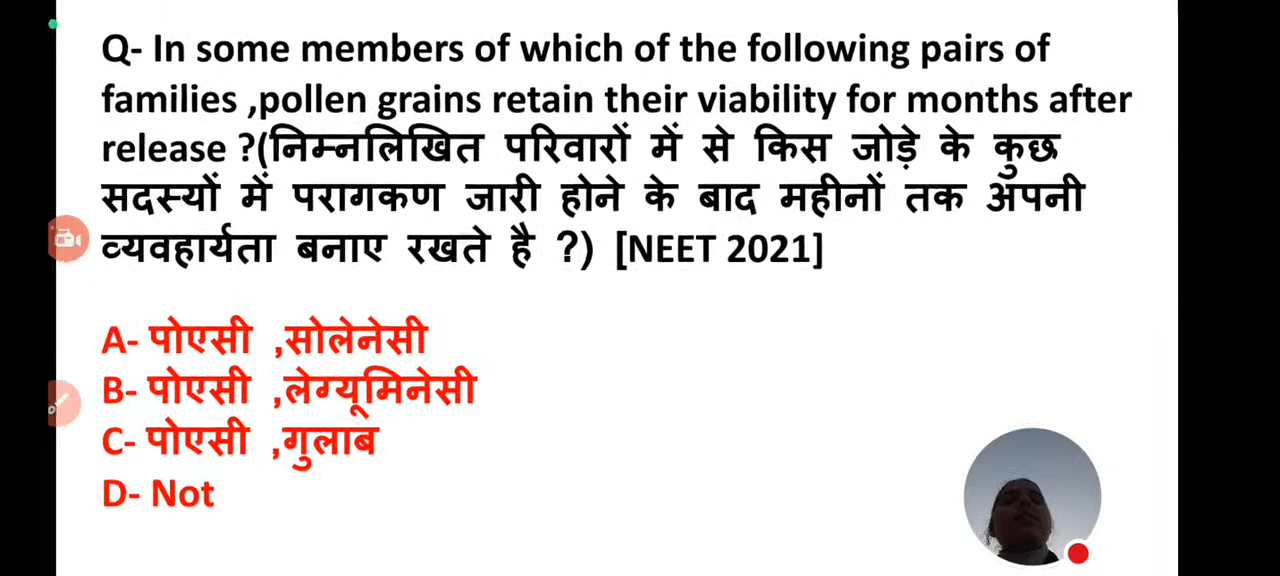 Q- In some members of which of the following pairs of
families ,pollen grains retain their viability for months after
release ?(निम्नलिखित परिवारों में से किस जोड़े के कुछ
सदस्यों में परागकण जारी होने के बाद महीनों तक अपनी
व्यवहार्यता बनाए रखते है ?) [NEET 2021]
A- पोएसी ,सोलेनेसी
B- पोएसी ,लेग्यूमिनेसी
C- पोएसी ,गुलाब
D- Not